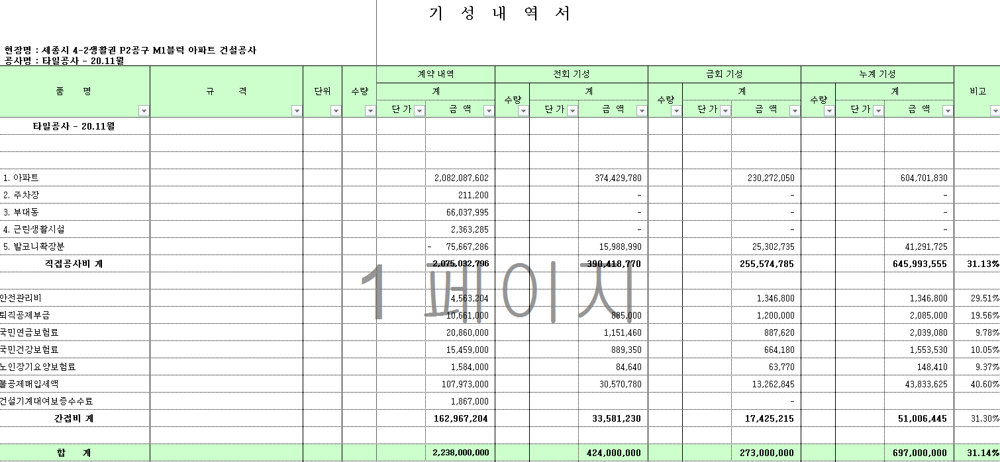 기 성 내 역 서
현장명 : 세종시 4-2생활권 P2공구 M1블럭 아파트 건설공사
공사명 : 타일공사 - 20.11월
품 명 규 격 단위 수량 계약 내역 전회 기성 금회 기성 누계 기성 비고
계 수량 계 수량 계 수량 계
단 가 금 액 단 가 금 액 단 가 금 액 단 가 금 액
타일공사 - 20.11월
1. 아파트 2,082,087,602 374,429,780 230,272,050 604,701,830
2. 주차장 211,200 - - -
3. 부대동 66,037,995 - - -
4. 근린생활시설 2,363,285 - - -
5. 발코니확장분 - 75,667,286 15,988,990 25,302,735 41,291,725
직접공사비 계 2,075,032,796 390,418,770 255,574,785 645,993,555 31.13%
1 페이지
안전관리비 4,563,204 1,346,800 1,346,800 29.51%
퇴직공제부금 10,661,000 885,000 1,200,000 2,085,000 19.56%
국민연금보험료 20,860,000 1,151,460 887,620 2,039,080 9.78%
국민건강보험료 15,459,000 889,350 664,180 1,553,530 10.05%
노인장기요양보험료 1,584,000 84,640 63,770 148,410 9.37%
불공제매입세액 107,973,000 30,570,780 13,262,845 43,833,625 40.60%
건설기계대여보증수수료 1,867,000 -
간접비 계 162,967,204 33,581,230 17,425,215 51,006,445 31.30%
합 계 2,238,000,000 424,000,000 273,000,000 697,000,000 31.14%